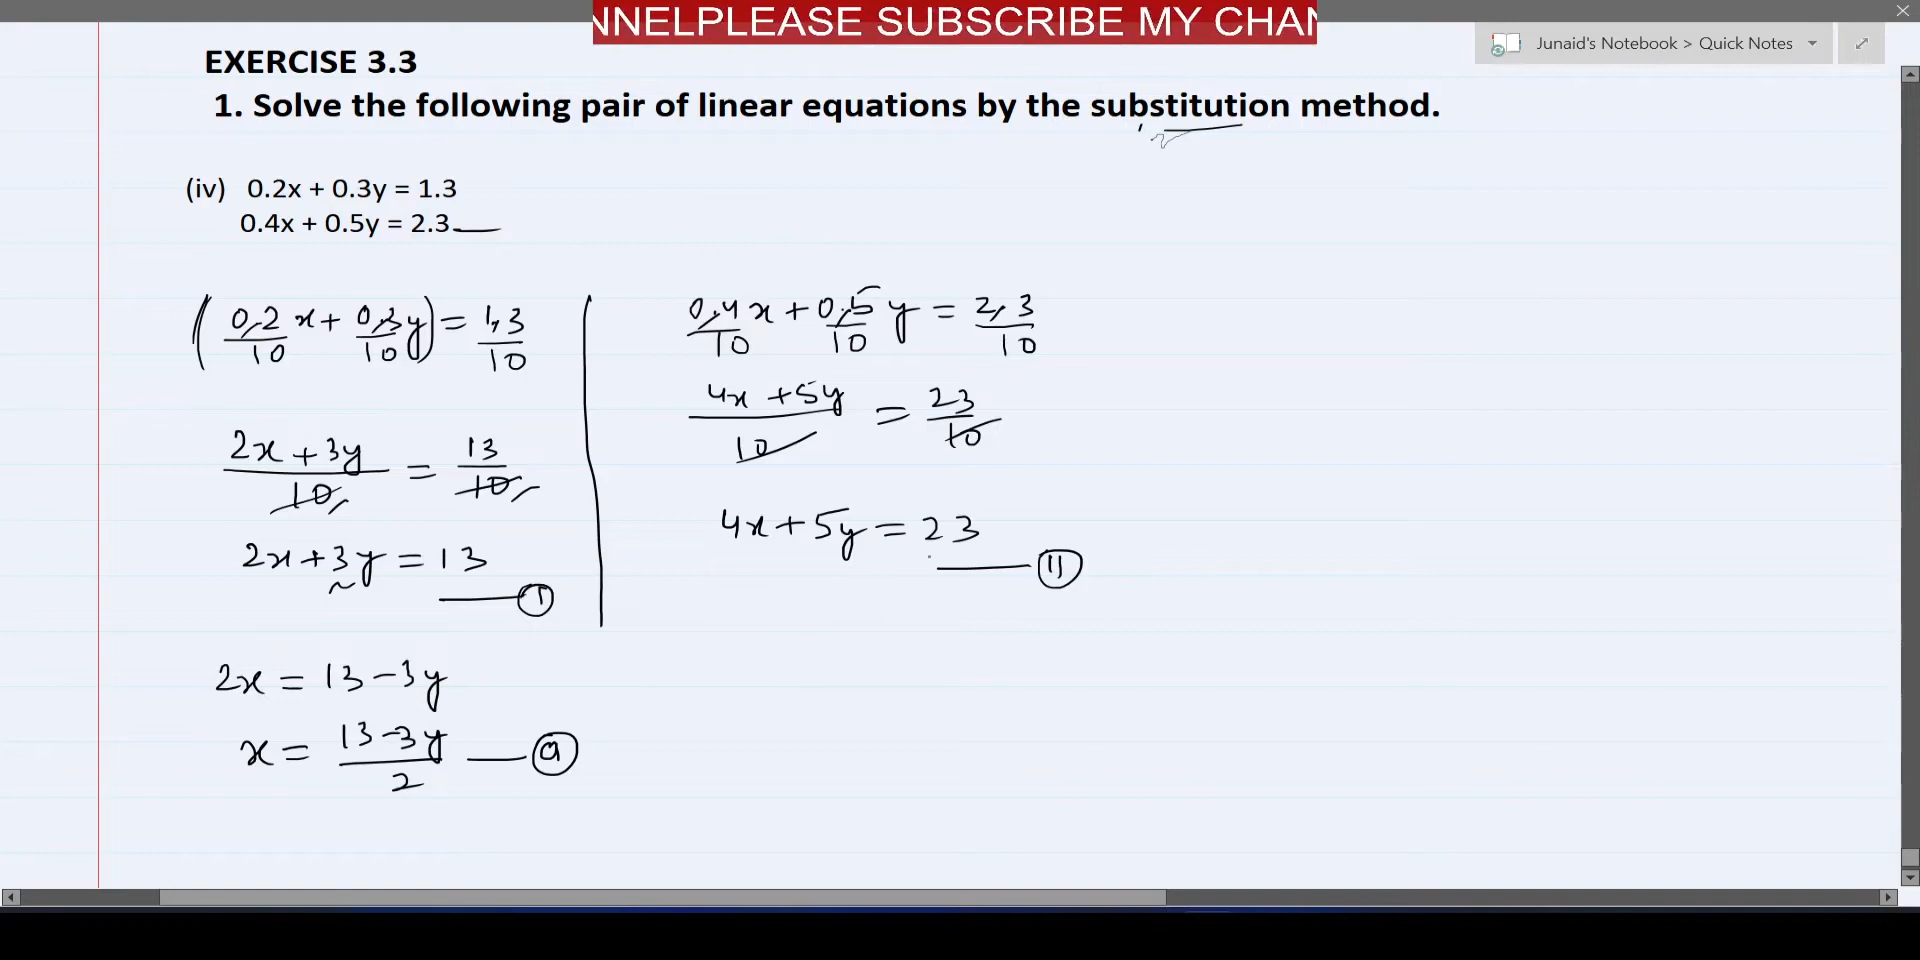 NNELPLEASE SUBSCRIBE MY CHAN
Junaid's Notebook > Quick Notes
EXERCISE 3.3
1. Solve the following pair of linear equations by the substitution method.
(iv) 0.2x + 0.3y = 1.3
0.4x + 0.5y = 2.3
(0.2/10 x + 0.3/10 y) = 1.3/10
(2x + 3y)/10 = 13/10
2x + 3y = 13 —— I
2x = 13 - 3y
x = (13 - 3y)/2 —— a
0.4/10 x + 0.5/10 y = 2.3/10
(4x + 5y)/10 = 23/10
4x + 5y = 23 —— II